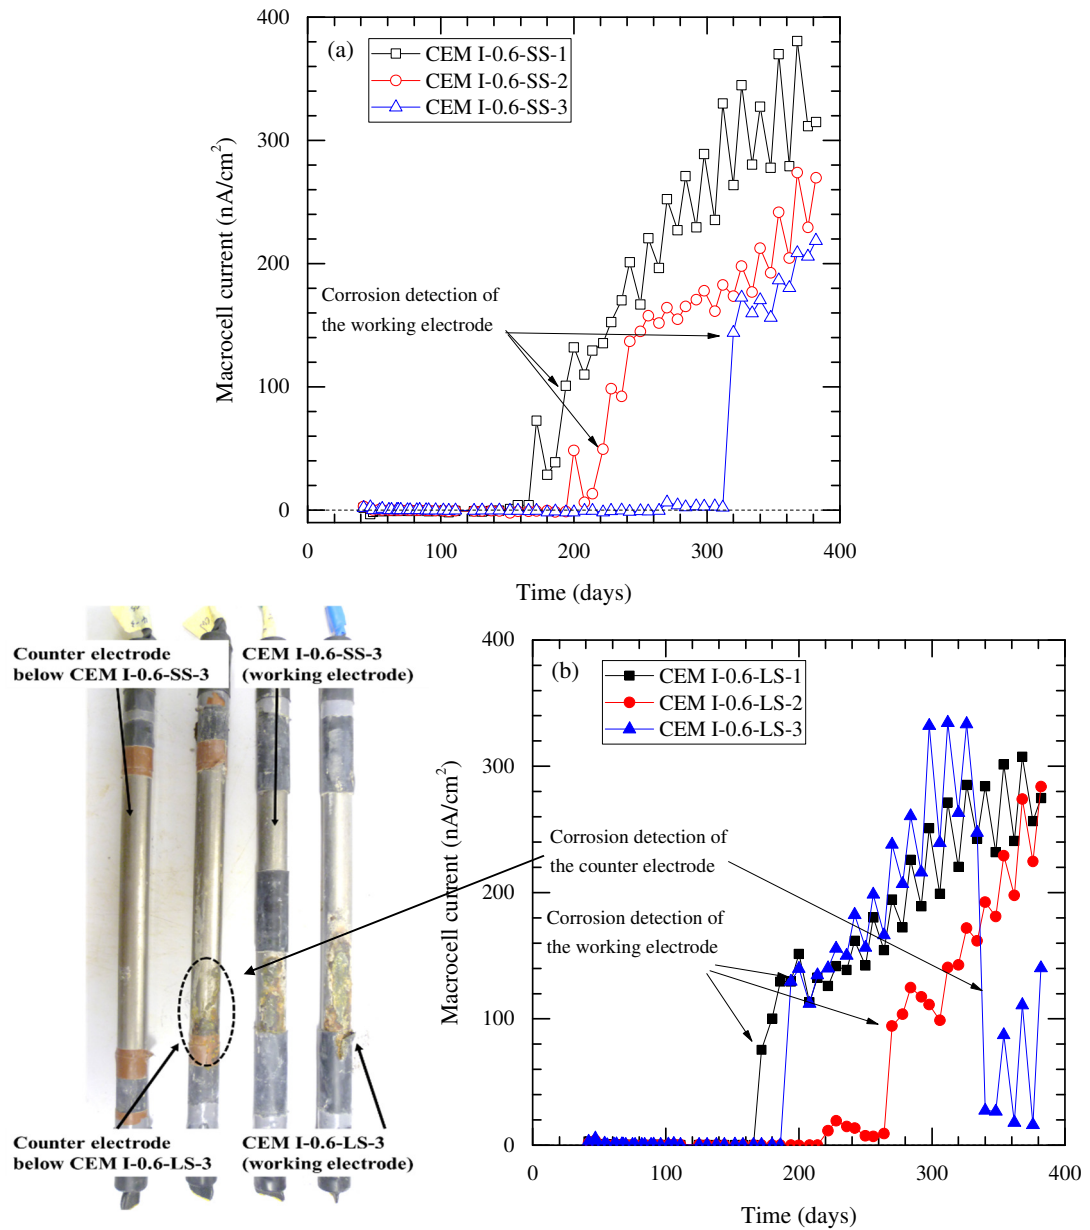 (a)
CEM I-0.6-SS-1
CEM I-0.6-SS-2
CEM I-0.6-SS-3
400
300
200
100
0
Macrocell current (nA/cm²)
Corrosion detection of
the working electrode
0
100
200
300
400
Time (days)
Counter electrode
below CEM I-0.6-SS-3
CEM I-0.6-SS-3
(working electrode)
Counter electrode
below CEM I-0.6-LS-3
CEM I-0.6-LS-3
(working electrode)
(b)
CEM I-0.6-LS-1
CEM I-0.6-LS-2
CEM I-0.6-LS-3
400
300
200
100
0
Macrocell current (nA/cm²)
Corrosion detection of
the counter electrode
Corrosion detection of
the working electrode
0
100
200
300
400
Time (days)